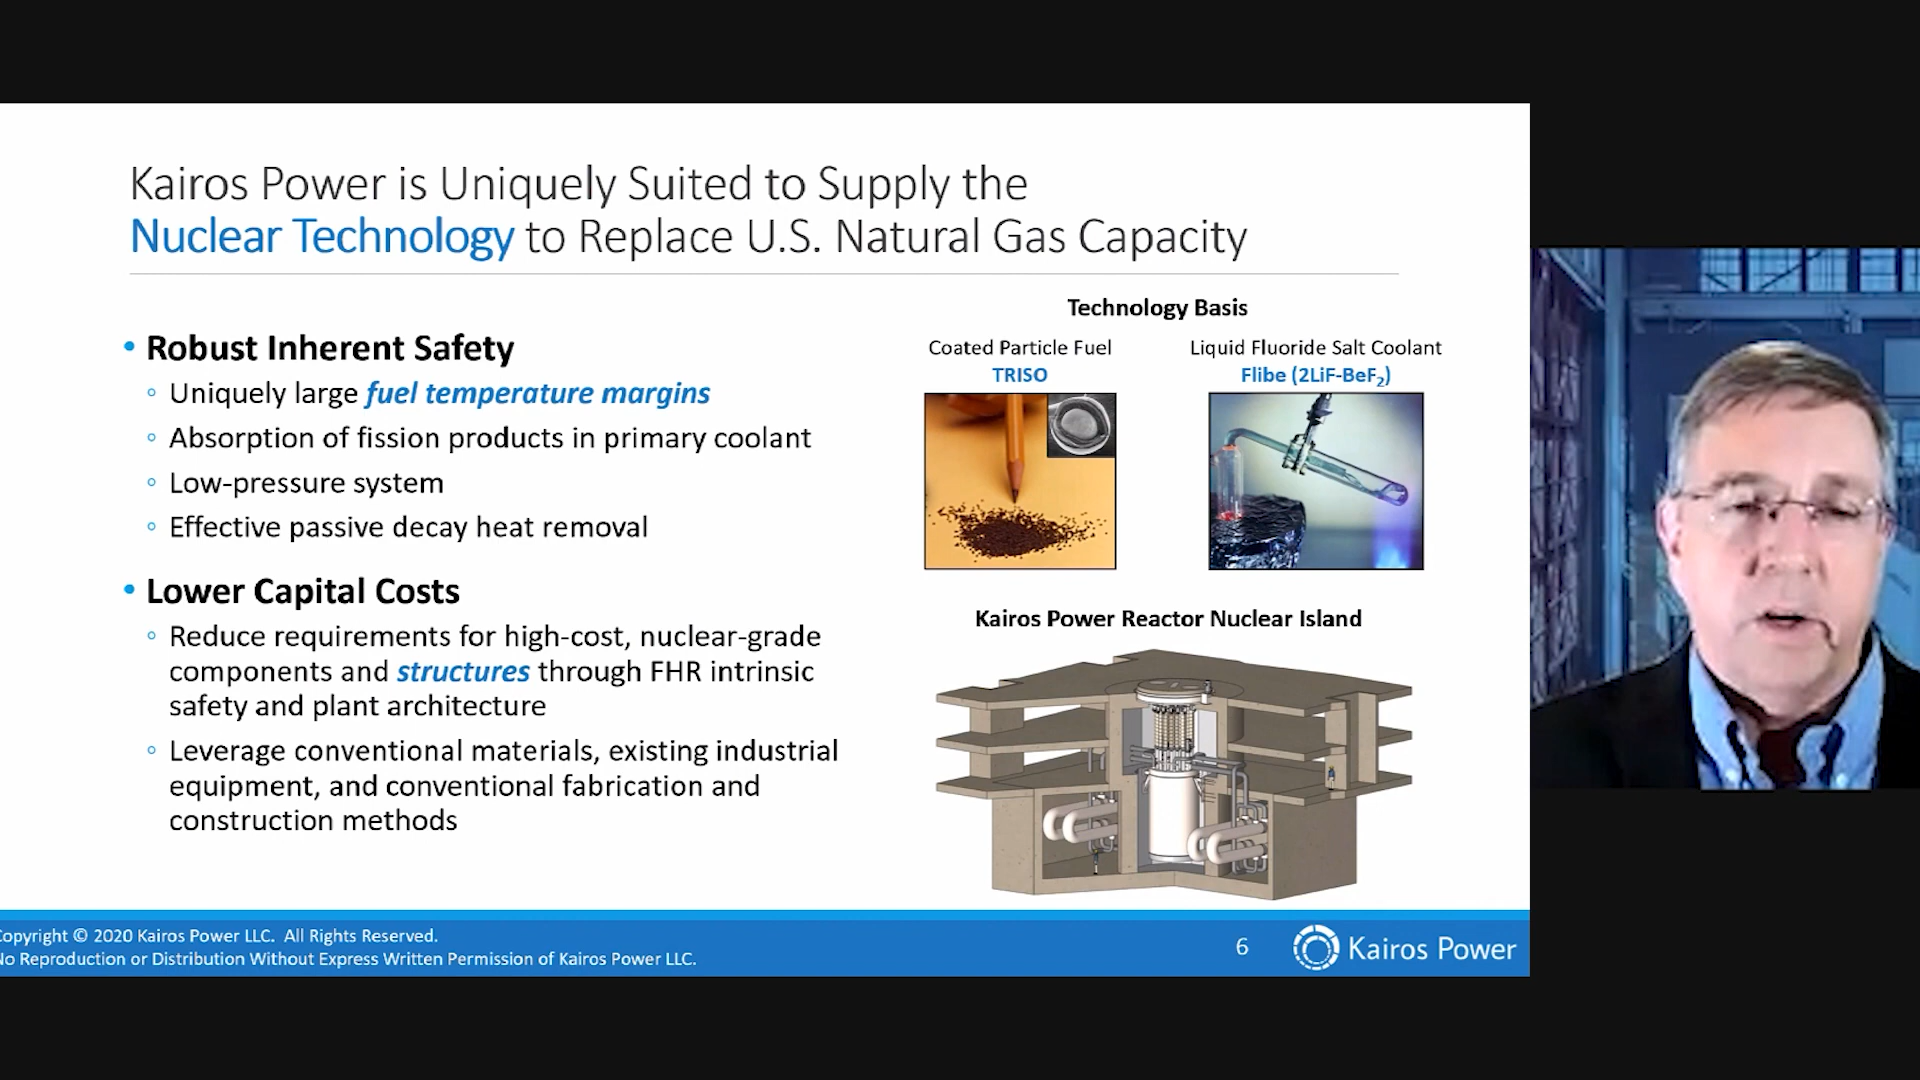 Kairos Power is Uniquely Suited to Supply the
Nuclear Technology to Replace U.S. Natural Gas Capacity
• Robust Inherent Safety
◦ Uniquely large fuel temperature margins
◦ Absorption of fission products in primary coolant
◦ Low-pressure system
◦ Effective passive decay heat removal
• Lower Capital Costs
◦ Reduce requirements for high-cost, nuclear-grade
components and structures through FHR intrinsic
safety and plant architecture
◦ Leverage conventional materials, existing industrial
equipment, and conventional fabrication and
construction methods
Technology Basis
Coated Particle Fuel
TRISO
Liquid Fluoride Salt Coolant
Flibe (2LiF-BeF₂)
Kairos Power Reactor Nuclear Island
opyright © 2020 Kairos Power LLC. All Rights Reserved.
No Reproduction or Distribution Without Express Written Permission of Kairos Power LLC.
6
Kairos Power